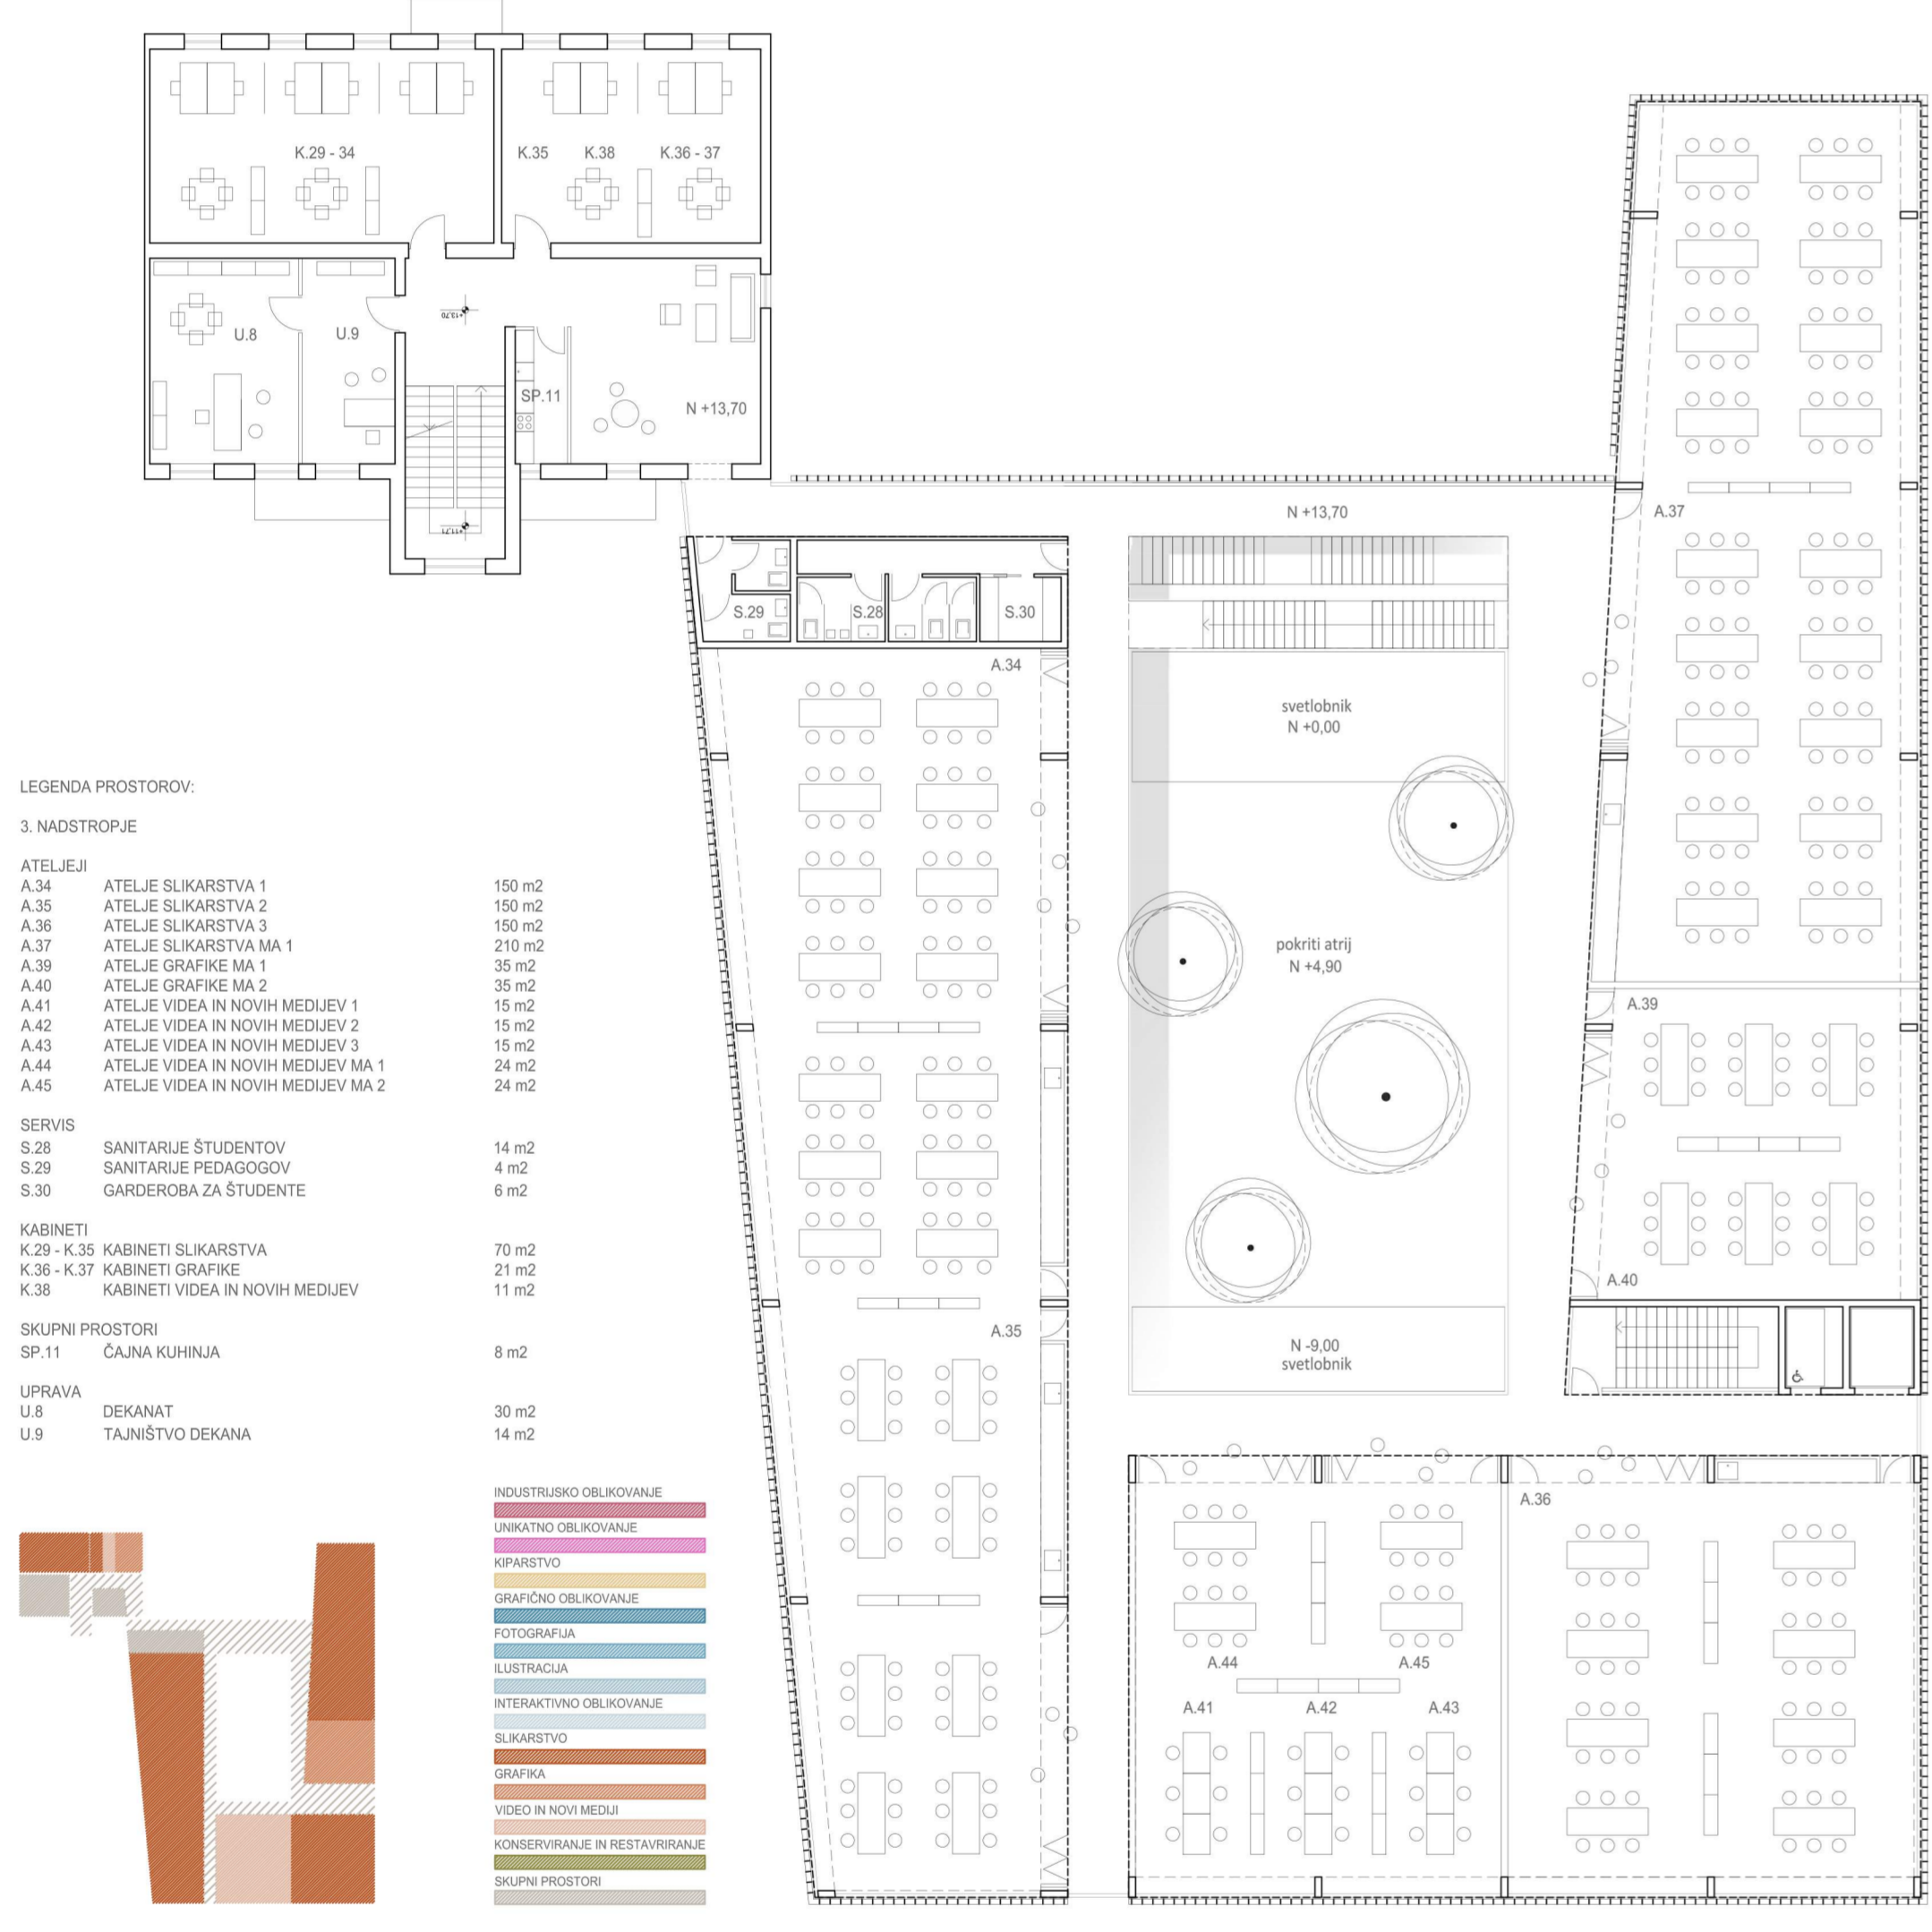 K.29 - 34
K.35
K.38
K.36 - 37
U.8
U.9
+13,70
SP.11
N +13,70
+11,71
N +13,70
A.37
S.29
S.28
S.30
A.34
svetlobnik
N +0,00
pokriti atrij
N +4,90
A.39
A.40
A.35
N -9,00
svetlobnik
A.36
A.44
A.45
A.41
A.42
A.43
LEGENDA PROSTOROV:
3. NADSTROPJE
ATELJEJI
A.34 ATELJE SLIKARSTVA 1 150 m2
A.35 ATELJE SLIKARSTVA 2 150 m2
A.36 ATELJE SLIKARSTVA 3 150 m2
A.37 ATELJE SLIKARSTVA MA 1 210 m2
A.39 ATELJE GRAFIKE MA 1 35 m2
A.40 ATELJE GRAFIKE MA 2 35 m2
A.41 ATELJE VIDEA IN NOVIH MEDIJEV 1 15 m2
A.42 ATELJE VIDEA IN NOVIH MEDIJEV 2 15 m2
A.43 ATELJE VIDEA IN NOVIH MEDIJEV 3 15 m2
A.44 ATELJE VIDEA IN NOVIH MEDIJEV MA 1 24 m2
A.45 ATELJE VIDEA IN NOVIH MEDIJEV MA 2 24 m2
SERVIS
S.28 SANITARIJE ŠTUDENTOV 14 m2
S.29 SANITARIJE PEDAGOGOV 4 m2
S.30 GARDEROBA ZA ŠTUDENTE 6 m2
KABINETI
K.29 - K.35 KABINETI SLIKARSTVA 70 m2
K.36 - K.37 KABINETI GRAFIKE 21 m2
K.38 KABINETI VIDEA IN NOVIH MEDIJEV 11 m2
SKUPNI PROSTORI
SP.11 ČAJNA KUHINJA 8 m2
UPRAVA
U.8 DEKANAT 30 m2
U.9 TAJNIŠTVO DEKANA 14 m2
INDUSTRIJSKO OBLIKOVANJE
UNIKATNO OBLIKOVANJE
KIPARSTVO
GRAFIČNO OBLIKOVANJE
FOTOGRAFIJA
ILUSTRACIJA
INTERAKTIVNO OBLIKOVANJE
SLIKARSTVO
GRAFIKA
VIDEO IN NOVI MEDIJI
KONSERVIRANJE IN RESTAVRIRANJE
SKUPNI PROSTORI